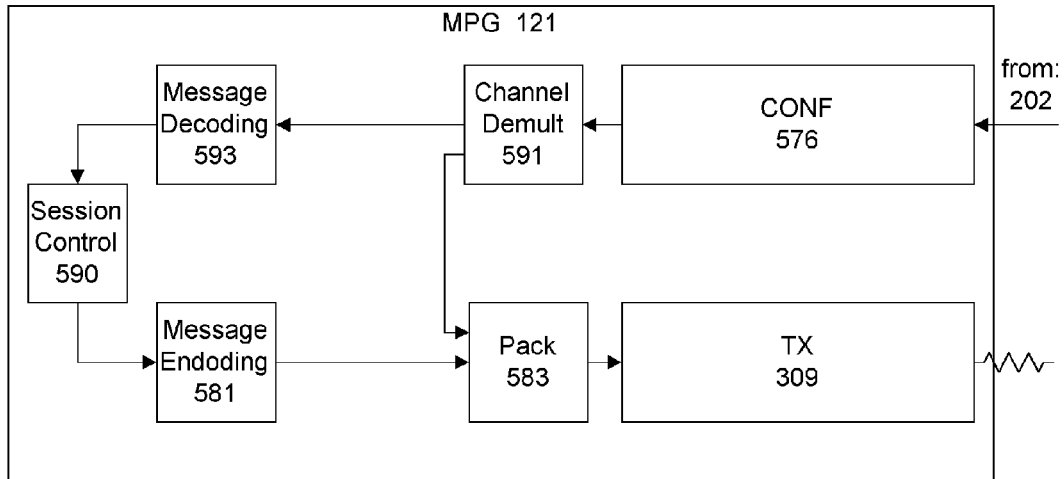 MPG 121
Message
Decoding
593
Channel
Demult
591
CONF
576
from:
202
Session
Control
590
Message
Endoding
581
Pack
583
TX
309